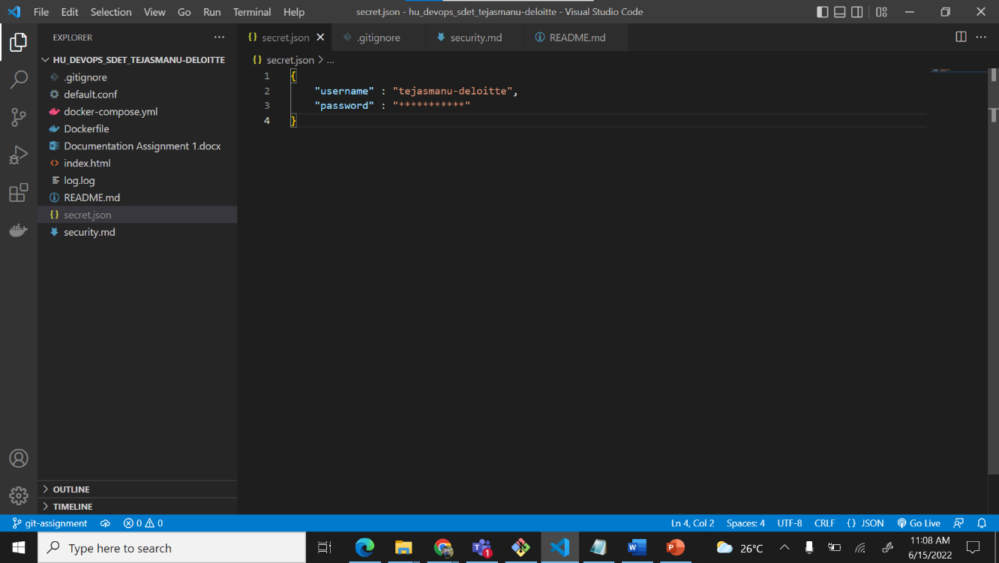 File Edit Selection View Go Run Terminal Help
secret.json - hu_devops_sdet_tejasmanu-deloitte - Visual Studio Code
EXPLORER
HU_DEVOPS_SDET_TEJASMANU-DELOITTE
.gitignore
default.conf
docker-compose.yml
Dockerfile
Documentation Assignment 1.docx
index.html
log.log
README.md
secret.json
security.md
OUTLINE
TIMELINE
secret.json .gitignore security.md README.md
secret.json > ...
1 {
2 "username" : "tejasmanu-deloitte",
3 "password" : "***********"
4 }
git-assignment 0 0 Ln 4, Col 2 Spaces: 4 UTF-8 CRLF {} JSON Go Live
Type here to search
1
26°C
11:08 AM
6/15/2022